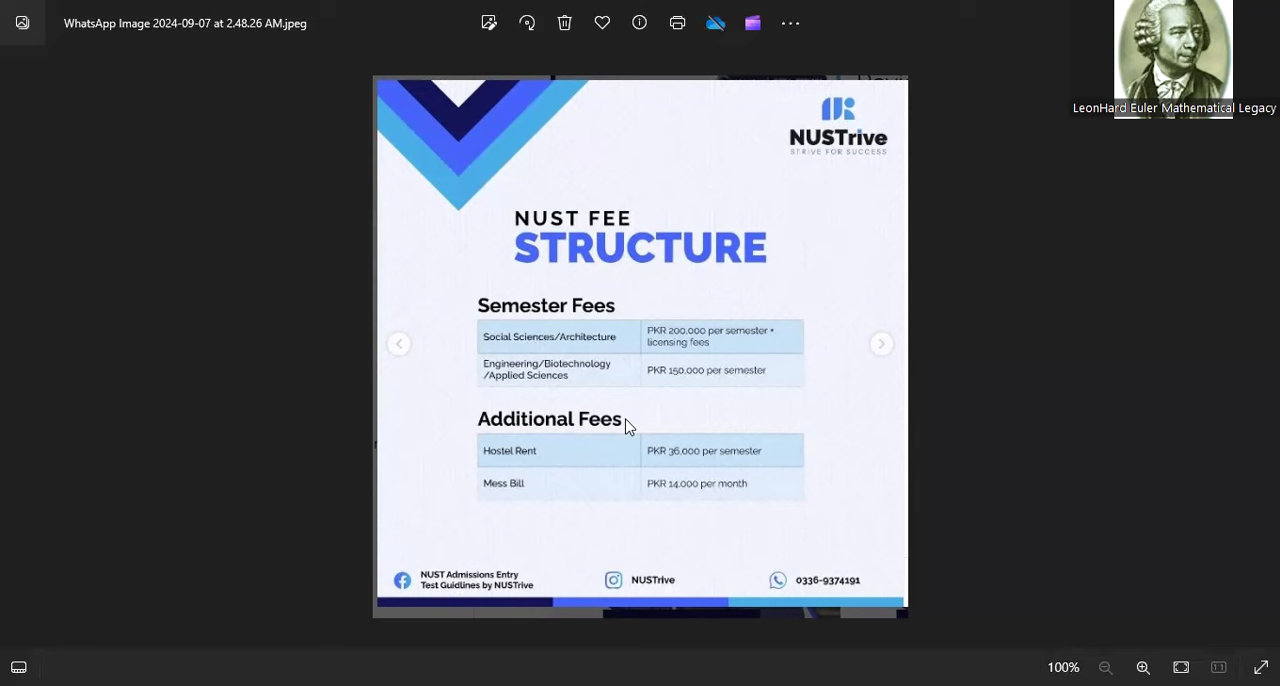 WhatsApp Image 2024-09-07 at 2.48.26 AM.jpeg
LeonHard Euler Mathematical Legacy
NUSTrive
STRIVE FOR SUCCESS
NUST FEE
STRUCTURE
Semester Fees
Social Sciences/Architecture
PKR 200,000 per semester +
licensing fees
Engineering/Biotechnology
/Applied Sciences
PKR 150,000 per semester
Additional Fees
Hostel Rent
PKR 36,000 per semester
Mess Bill
PKR 14,000 per month
NUST Admissions Entry
Test Guidlines by NUSTrive
NUSTrive
0336-9374191
100%